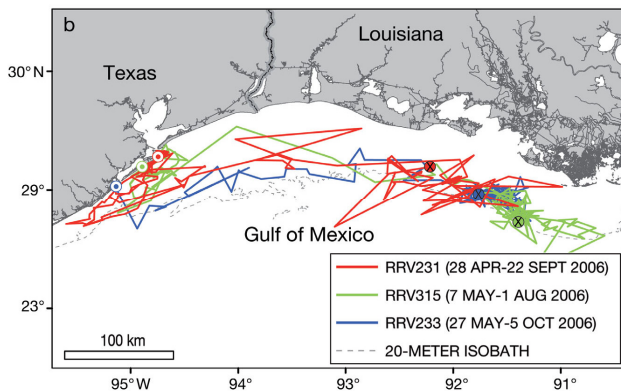 b
Louisiana
30°N
Texas
29°
Gulf of Mexico
23°
RRV231 (28 APR-22 SEPT 2006)
RRV315 (7 MAY-1 AUG 2006)
RRV233 (27 MAY-5 OCT 2006)
20-METER ISOBATH
100 km
95°W 94° 93° 92° 91°